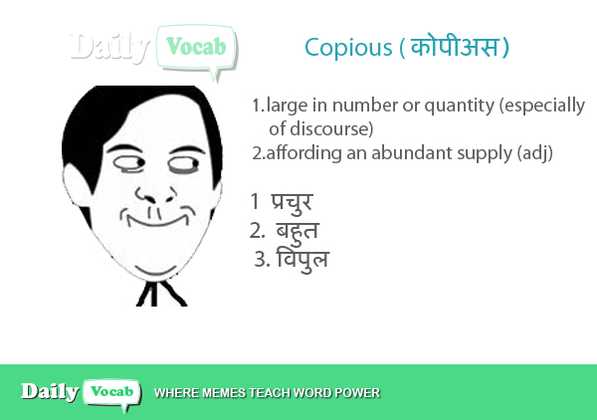 Daily Vocab
Copious ( कोपीअस)
1.large in number or quantity (especially
of discourse)
2.affording an abundant supply (adj)
1 प्रचुर
2. बहुत
3. विपुल
Daily Vocab WHERE MEMES TEACH WORD POWER